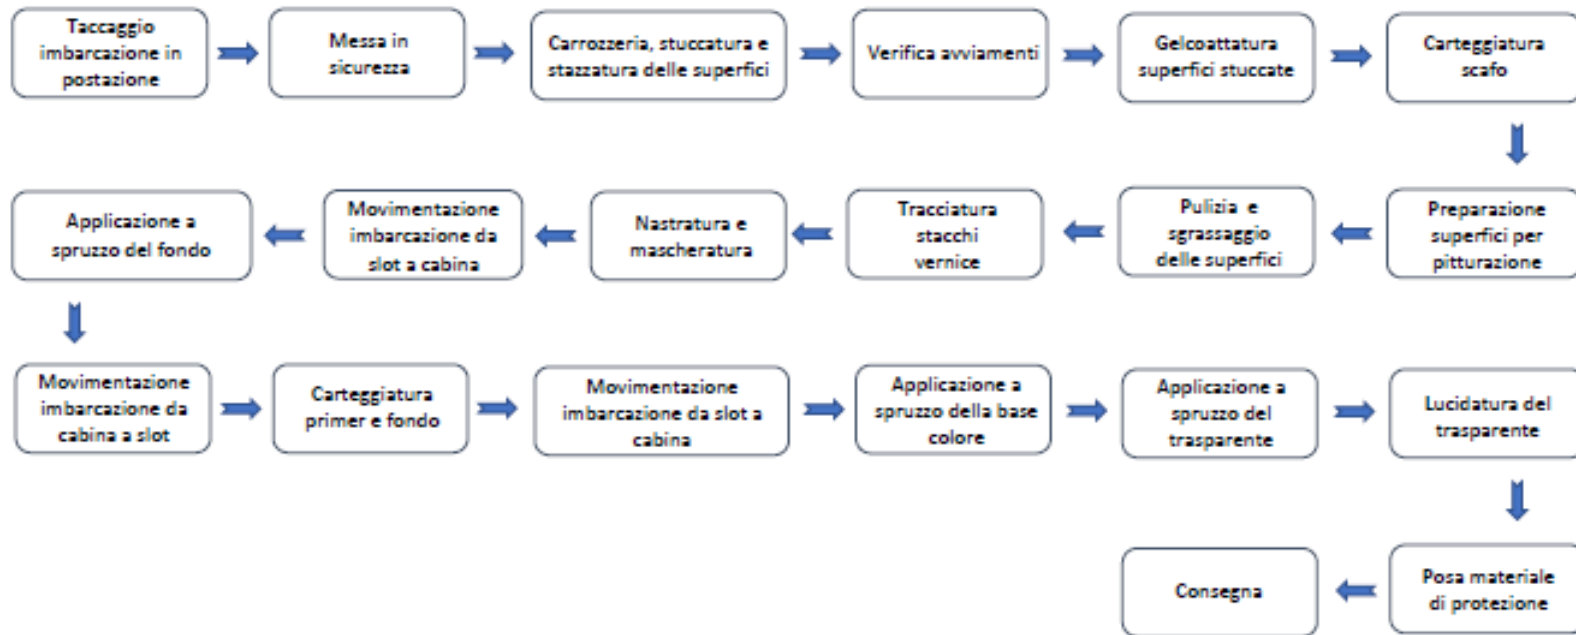 Taccaggio
imbarcazione in
postazione
Messa in
sicurezza
Carrozzeria, stuccatura e
stazzatura delle superfici
Verifica avviamenti
Gelcoattatura
superfici stuccate
Carteggiatura
scafo
Preparazione
superfici per
pitturazione
Pulizia e
sgrassaggio
delle superfici
Tracciatura
stacchi
vernice
Nastratura e
mascheratura
Movimentazione
imbarcazione da
slot a cabina
Applicazione a
spruzzo del fondo
Movimentazione
imbarcazione da
cabina a slot
Carteggiatura
primer e fondo
Movimentazione
imbarcazione da slot a
cabina
Applicazione a
spruzzo della base
colore
Applicazione a
spruzzo del
trasparente
Lucidatura del
trasparente
Posa materiale
di protezione
Consegna